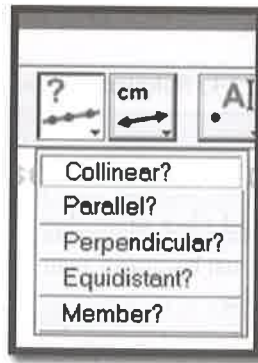 ? cm A
Collinear?
Parallel?
Perpendicular?
Equidistant?
Member?